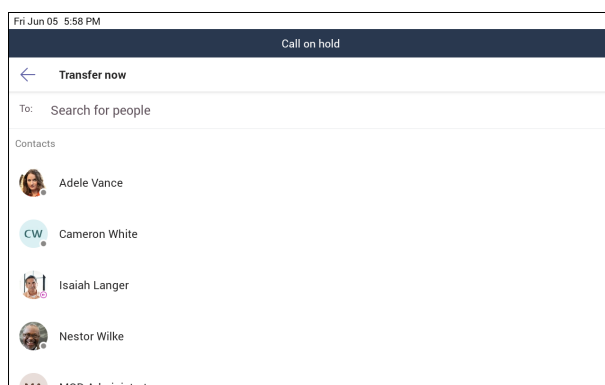 Fri Jun 05 5:58 PM
Call on hold
Transfer now
To: Search for people
Contacts
Adele Vance
CW Cameron White
Isaiah Langer
Nestor Wilke